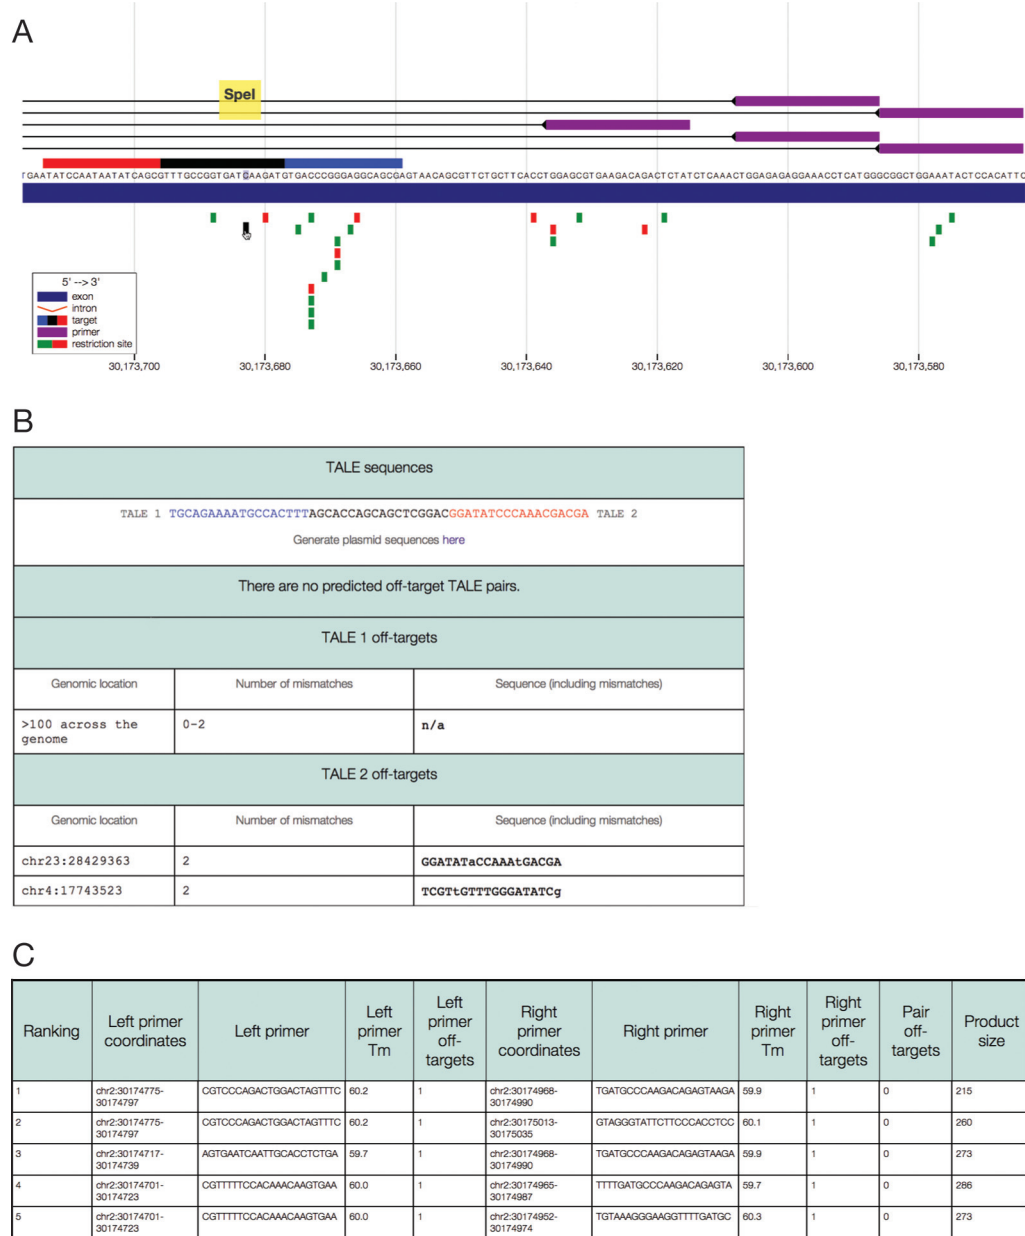 A
SpeI
TGAATATCCAATAATATCAGCGTTTGCCGGTGATCAAGATGTGACCCGGGAGGCAGCGAGTAACAGCGTTCTGCTTCACCTGGAGCGTGAAGACAGACTCTATCTCAAACTGGAGAGAGGAAACCTCATGGGCGGCTGGAAATACTCCACATTC
5' --> 3'
exon
intron
target
primer
restriction site
30,173,700 30,173,680 30,173,660 30,173,640 30,173,620 30,173,600 30,173,580
B
TALE sequences
TALE 1 TGCAGAAAATGCCACTTTAGCACCAGCAGCTCGGACGGATATCCCAAACGACGA TALE 2
Generate plasmid sequences here
There are no predicted off-target TALE pairs.
TALE 1 off-targets
Genomic location Number of mismatches Sequence (including mismatches)
>100 across the 0-2 n/a
genome
TALE 2 off-targets
Genomic location Number of mismatches Sequence (including mismatches)
chr23:28429363 2 GGATATaCCAAAtGACGA
chr4:17743523 2 TCGTtGTTTGGGATATCg
C
Ranking Left primer coordinates Left primer Left primer Tm Left primer off-targets Right primer coordinates Right primer Right primer Tm Right primer off-targets Pair off-targets Product size
1 chr2:30174775-30174797 CGTCCCAGACTGGACTAGTTTC 60.2 1 chr2:30174968-30174990 TGATGCCCAAGACAGAGTAAGA 59.9 1 0 215
2 chr2:30174775-30174797 CGTCCCAGACTGGACTAGTTTC 60.2 1 chr2:30175013-30175035 GTAGGGTATTCTTCCCACCTCC 60.1 1 0 260
3 chr2:30174717-30174739 AGTGAATCAATTGCACCTCTGA 59.7 1 chr2:30174968-30174990 TGATGCCCAAGACAGAGTAAGA 59.9 1 0 273
4 chr2:30174701-30174723 CGTTTTTCCACAAACAAGTGAA 60.0 1 chr2:30174965-30174987 TTTTGATGCCCAAGACAGAGTA 59.7 1 0 286
5 chr2:30174701-30174723 CGTTTTTCCACAAACAAGTGAA 60.0 1 chr2:30174952-30174974 TGTAAAGGGAAGGTTTTGATGC 60.3 1 0 273